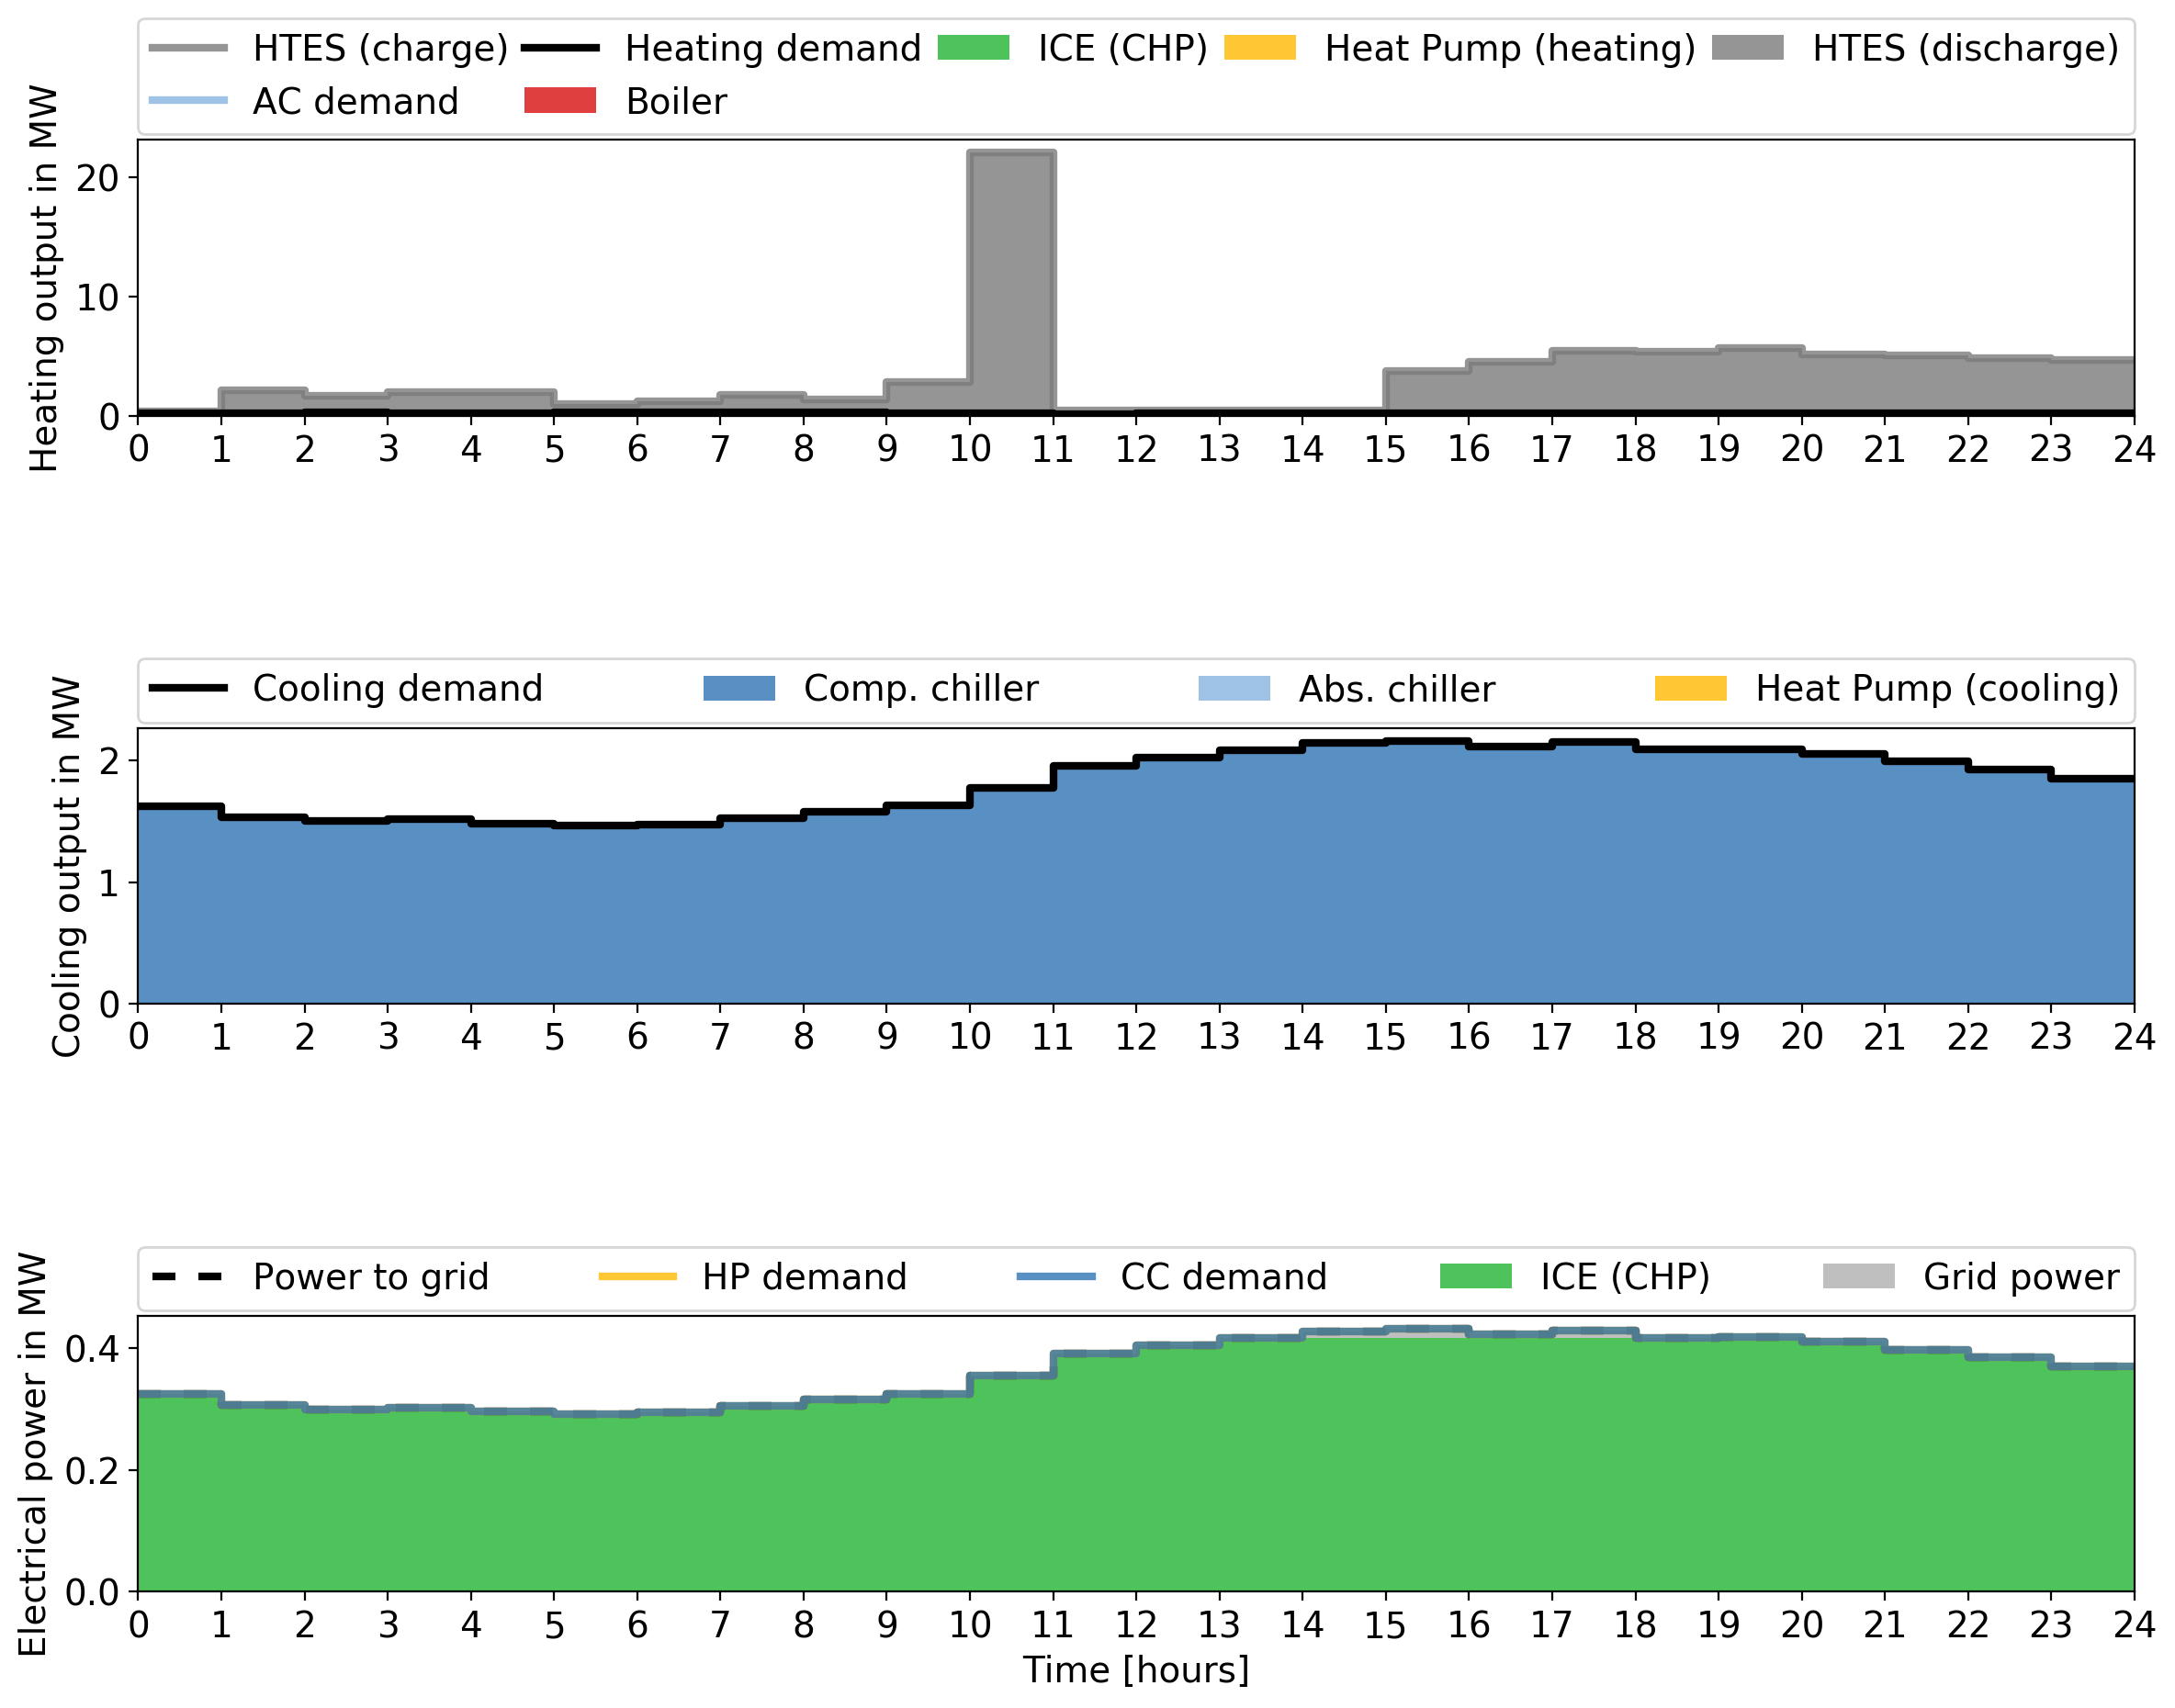 HTES (charge) Heating demand ICE (CHP) Heat Pump (heating) HTES (discharge)
AC demand Boiler
Heating output in MW
20
10
0
0 1 2 3 4 5 6 7 8 9 10 11 12 13 14 15 16 17 18 19 20 21 22 23 24
Cooling demand Comp. chiller Abs. chiller Heat Pump (cooling)
Cooling output in MW
2
1
0
0 1 2 3 4 5 6 7 8 9 10 11 12 13 14 15 16 17 18 19 20 21 22 23 24
Power to grid HP demand CC demand ICE (CHP) Grid power
Electrical power in MW
0.4
0.2
0.0
0 1 2 3 4 5 6 7 8 9 10 11 12 13 14 15 16 17 18 19 20 21 22 23 24
Time [hours]